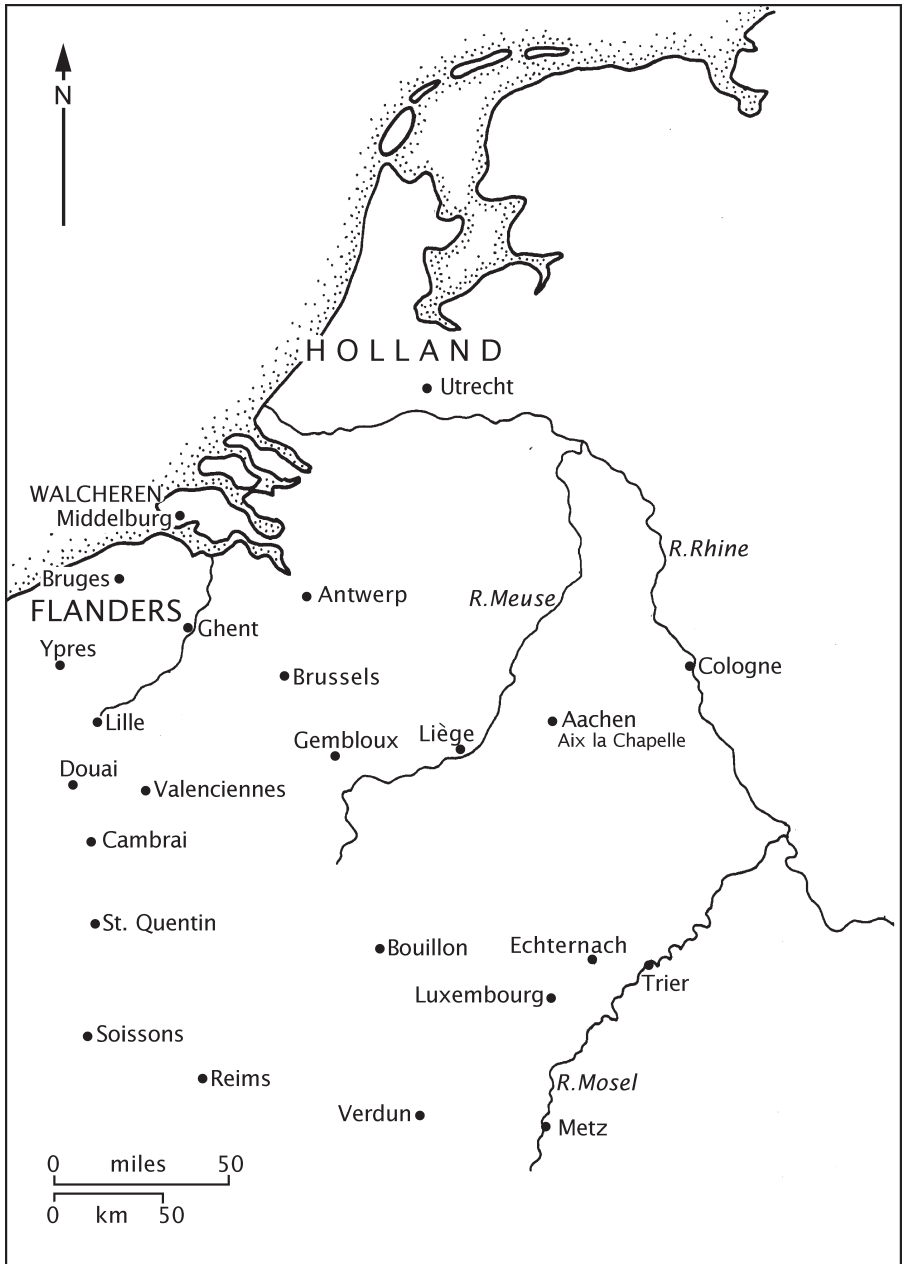 N
HOLLAND
Utrecht
WALCHEREN
Middelburg
R.Rhine
Bruges
Antwerp
R.Meuse
FLANDERS
Ghent
Ypres
Cologne
Brussels
Lille
Aachen
Aix la Chapelle
Liège
Gembloux
Douai
Valenciennes
Cambrai
St. Quentin
Bouillon
Echternach
Trier
Luxembourg
Soissons
Reims
R.Mosel
Verdun
Metz
0 miles 50
0 km 50